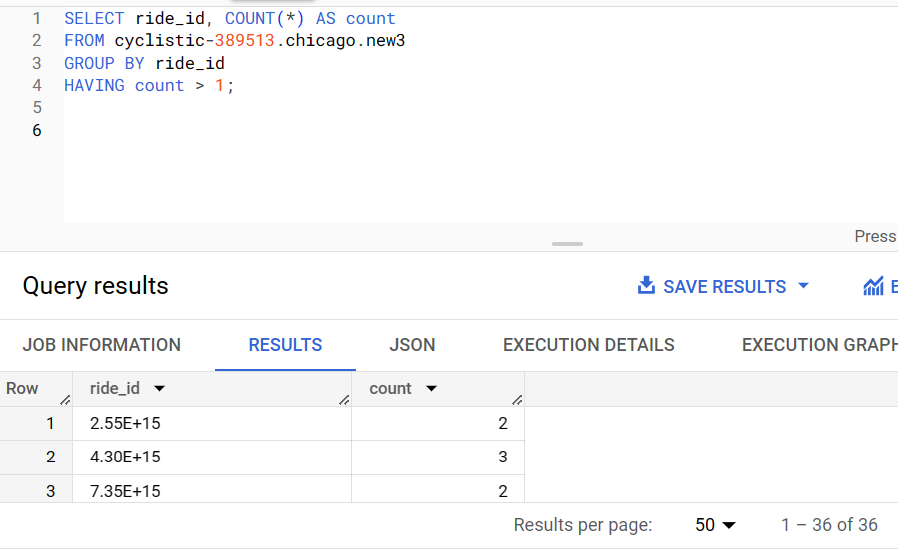 1 SELECT ride_id, COUNT(*) AS count
2 FROM cyclistic-389513.chicago.new3
3 GROUP BY ride_id
4 HAVING count > 1;
5
6
Press
Query results SAVE RESULTS E
JOB INFORMATION RESULTS JSON EXECUTION DETAILS EXECUTION GRAPH
Row ride_id count
1 2.55E+15 2
2 4.30E+15 3
3 7.35E+15 2
Results per page: 50 1 – 36 of 36